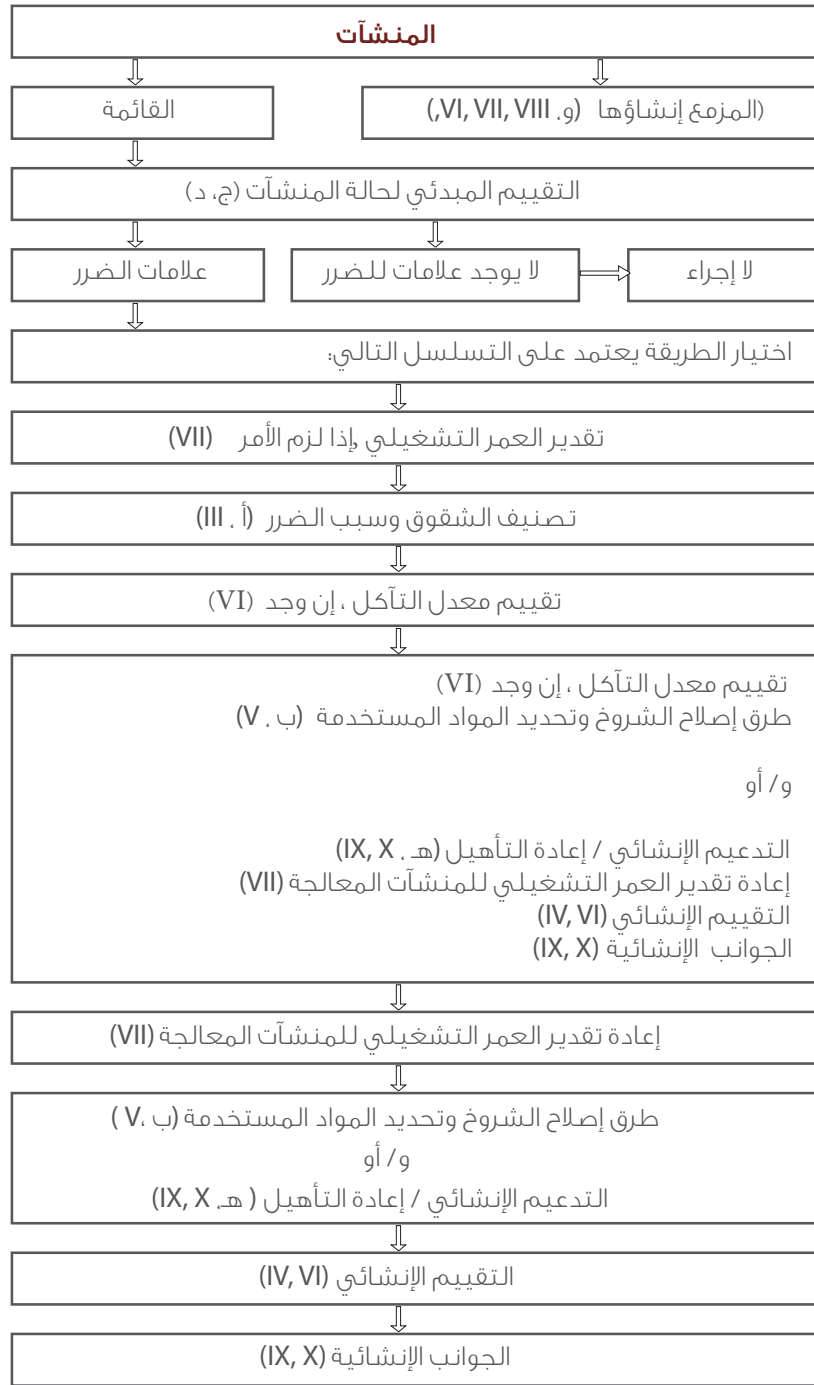 المنشآت
(المزمع إنشاؤها (و، VI, VII, VIII,)
القائمة
التقييم المبدئي لحالة المنشآت (ج، د)
لا إجراء
لا يوجد علامات للضرر
علامات الضرر
اختيار الطريقة يعتمد على التسلسل التالي:
تقدير العمر التشغيلي ,إذا لزم الأمر (VII)
تصنيف الشقوق وسبب الضرر (أ ، III)
تقييم معدل التآكل ، إن وجد (VI)
تقييم معدل التآكل ، إن وجد (VI)
طرق إصلاح الشروخ وتحديد المواد المستخدمة (ب ، V)
و/ أو
التدعيم الإنشائي / إعادة التأهيل (هـ ، IX, X)
إعادة تقدير العمر التشغيلي للمنشآت المعالجة (VII)
التقييم الإنشائي (IV, VI)
الجوانب الإنشائية (IX, X)
إعادة تقدير العمر التشغيلي للمنشآت المعالجة (VII)
طرق إصلاح الشروخ وتحديد المواد المستخدمة (ب ،V )
و/ أو
التدعيم الإنشائي / إعادة التأهيل ( هـ، IX, X)
التقييم الإنشائي (IV, VI)
الجوانب الإنشائية (IX, X)